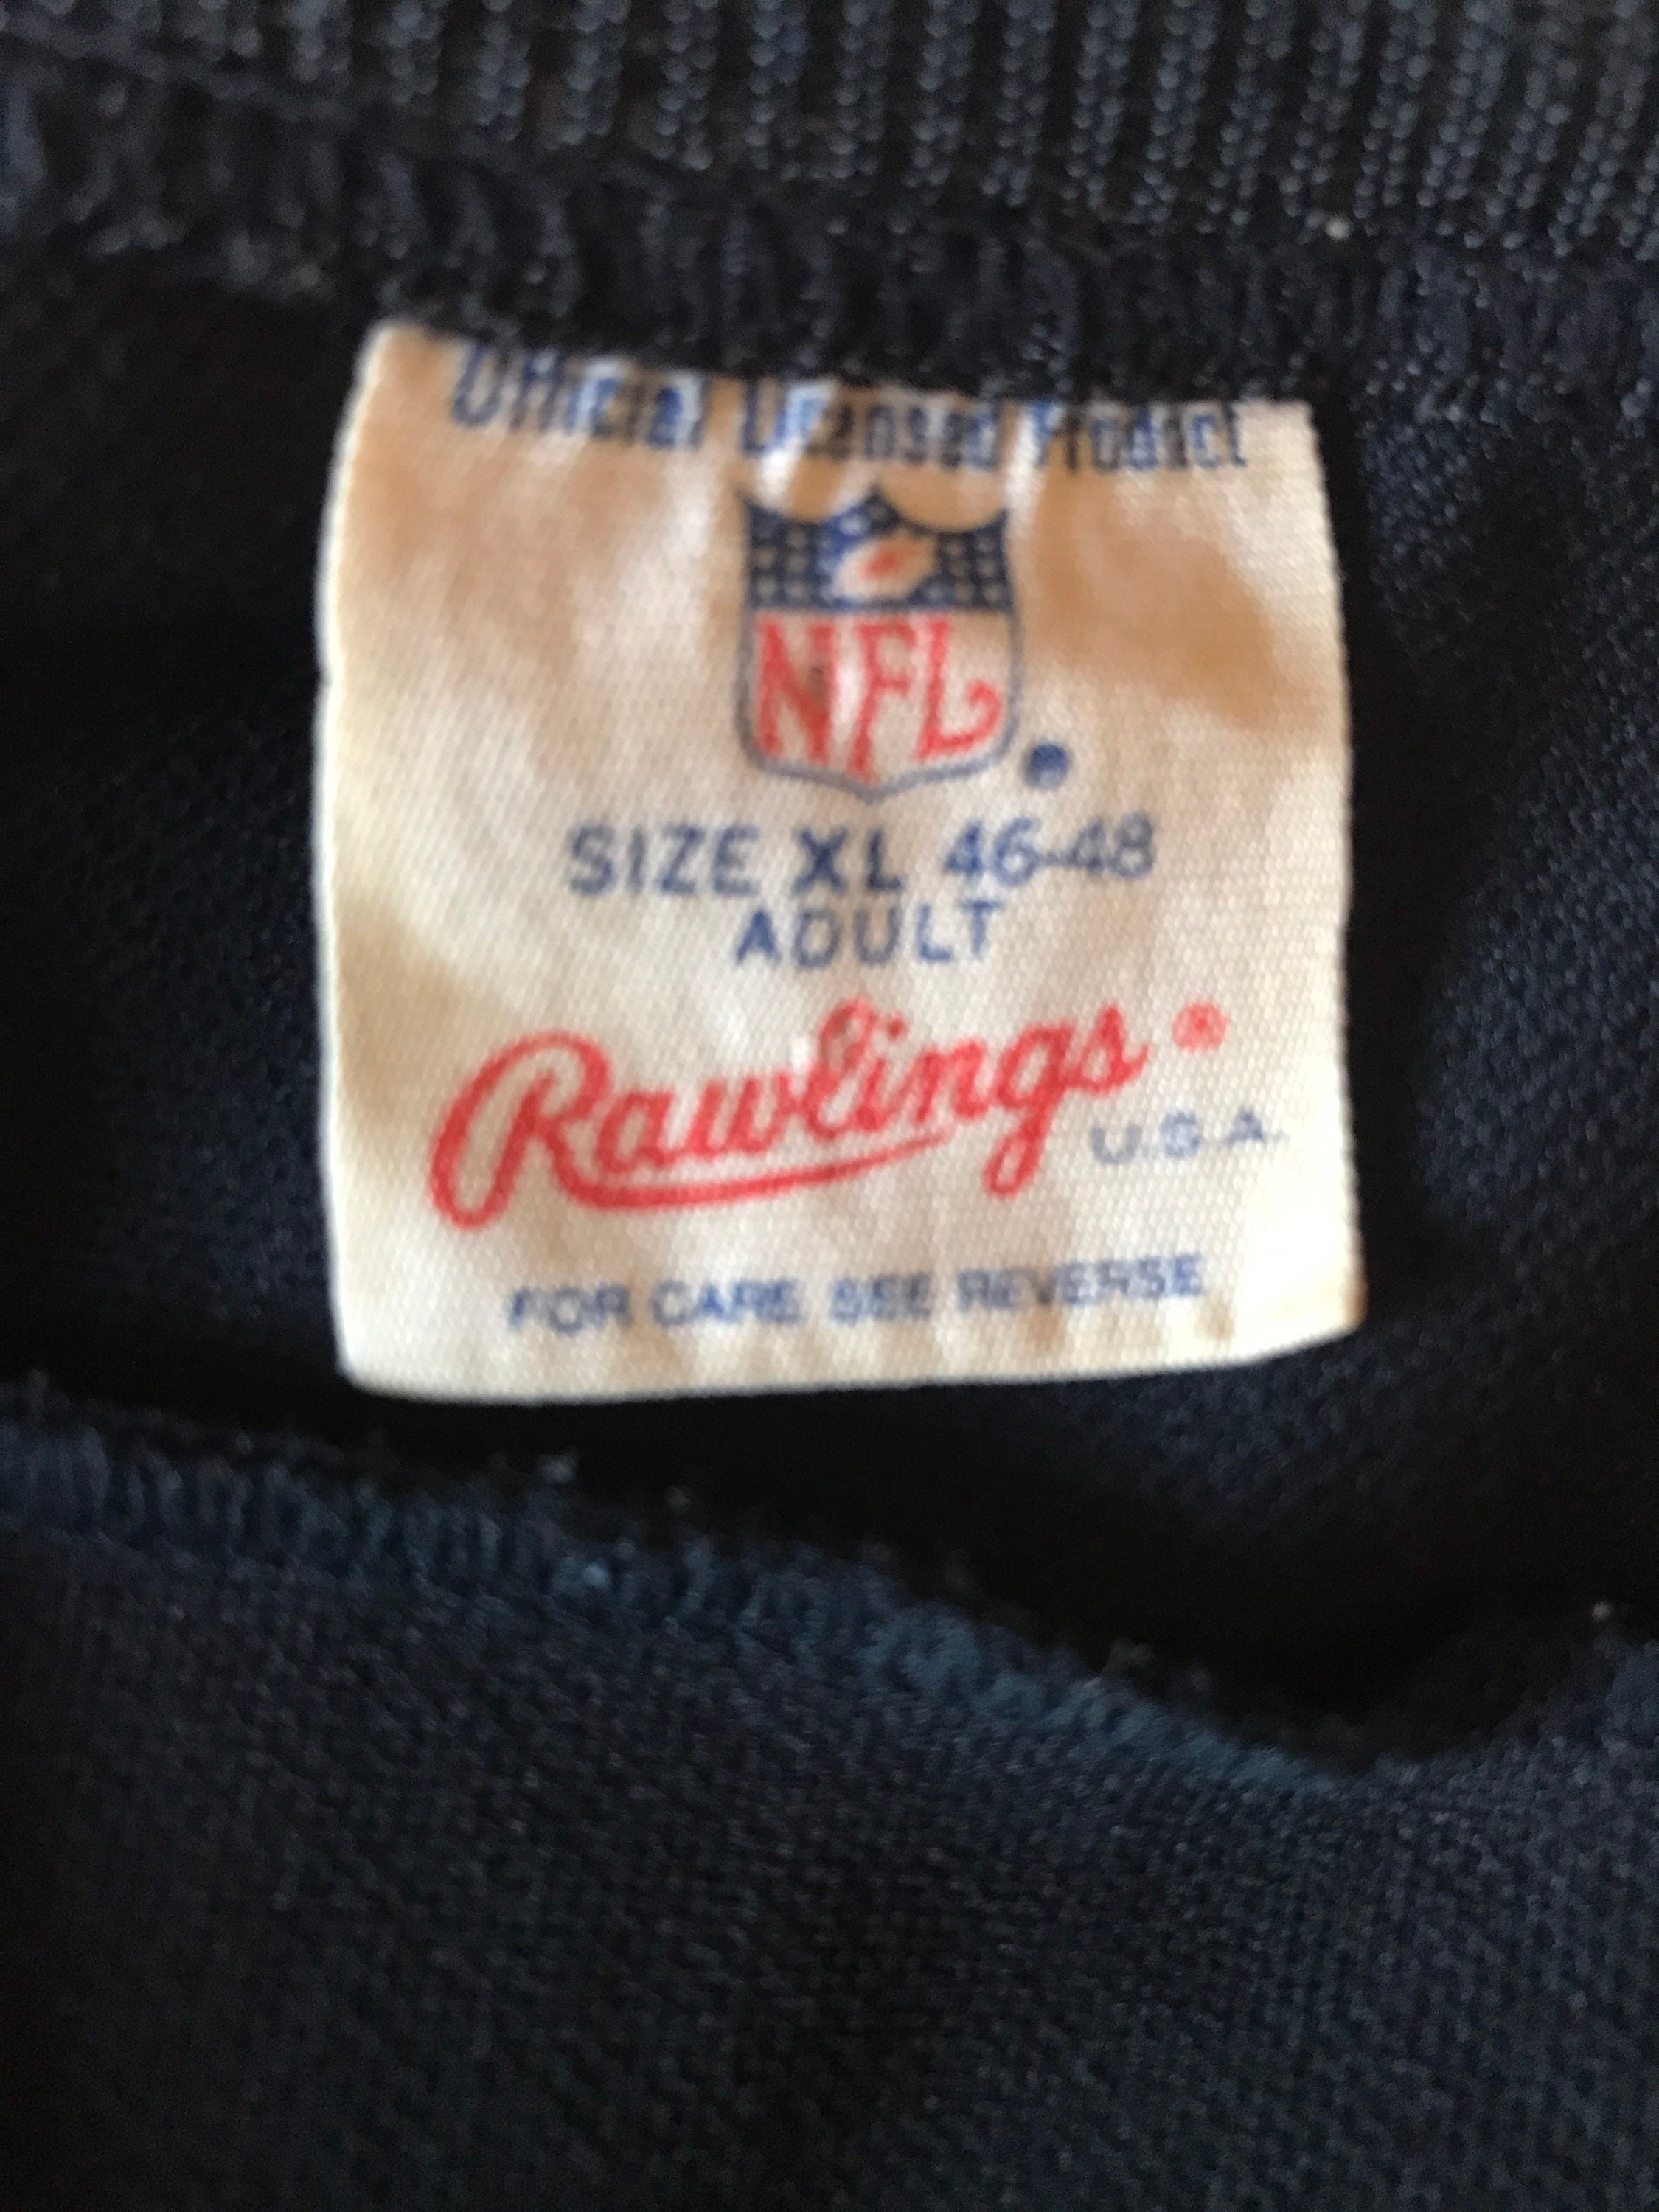 Official Licensed Product
NFL
SIZE XL 46-48
ADULT
Rawlings ®
U.S.A.
FOR CARE SEE REVERSE